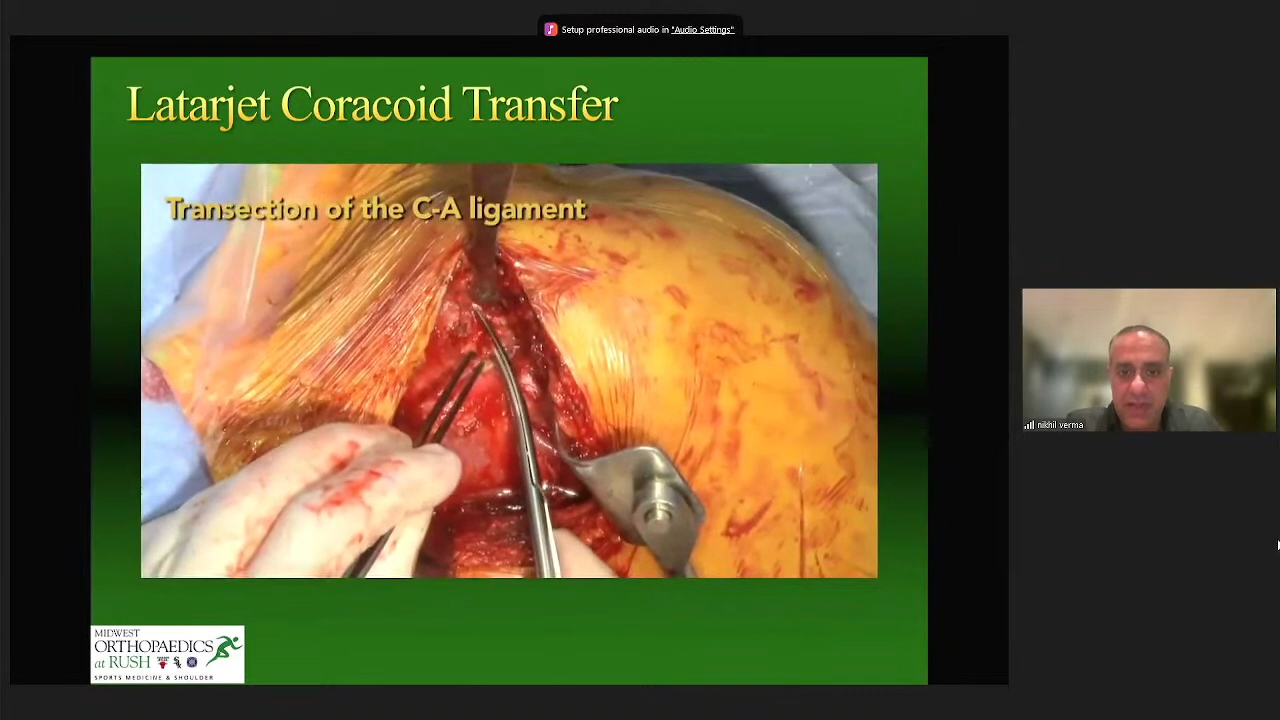 Setup professional audio in "Audio Settings"
Latarjet Coracoid Transfer
Transection of the C-A ligament
nikhil verma
MIDWEST
ORTHOPAEDICS
at RUSH
SPORTS MEDICINE & SHOULDER